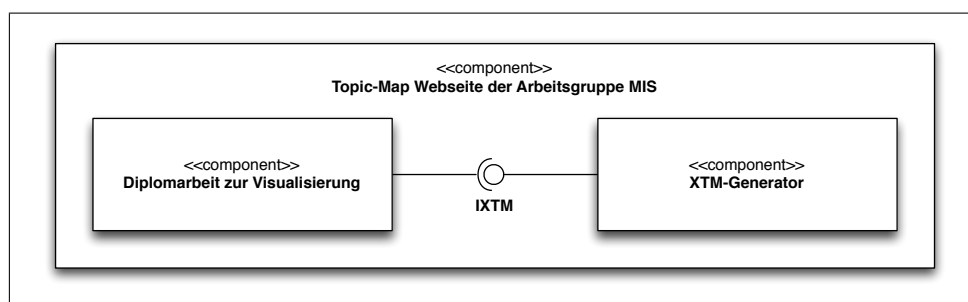 <<component>>
Topic-Map Webseite der Arbeitsgruppe MIS
<<component>>
Diplomarbeit zur Visualisierung
IXTM
<<component>>
XTM-Generator